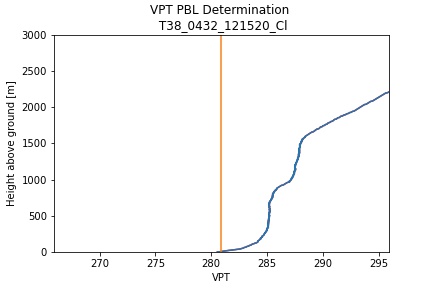 VPT PBL Determination
T38_0432_121520_Cl
3000
2500
2000
1500
1000
500
0
Height above ground [m]
270 275 280 285 290 295
VPT